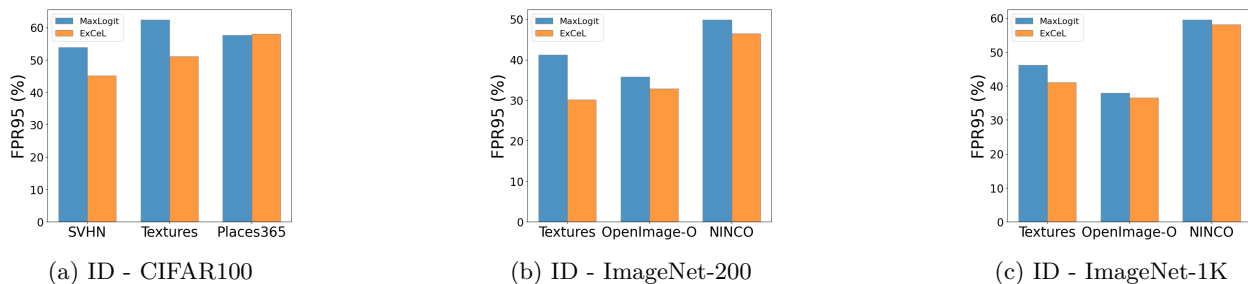 FPR95 (%)
60
50
40
30
20
10
0
MaxLogit
ExCeL
SVHN Textures Places365
(a) ID - CIFAR100
FPR95 (%)
50
40
30
20
10
0
MaxLogit
ExCeL
Textures OpenImage-O NINCO
(b) ID - ImageNet-200
FPR95 (%)
60
50
40
30
20
10
0
MaxLogit
ExCeL
Textures OpenImage-O NINCO
(c) ID - ImageNet-1K